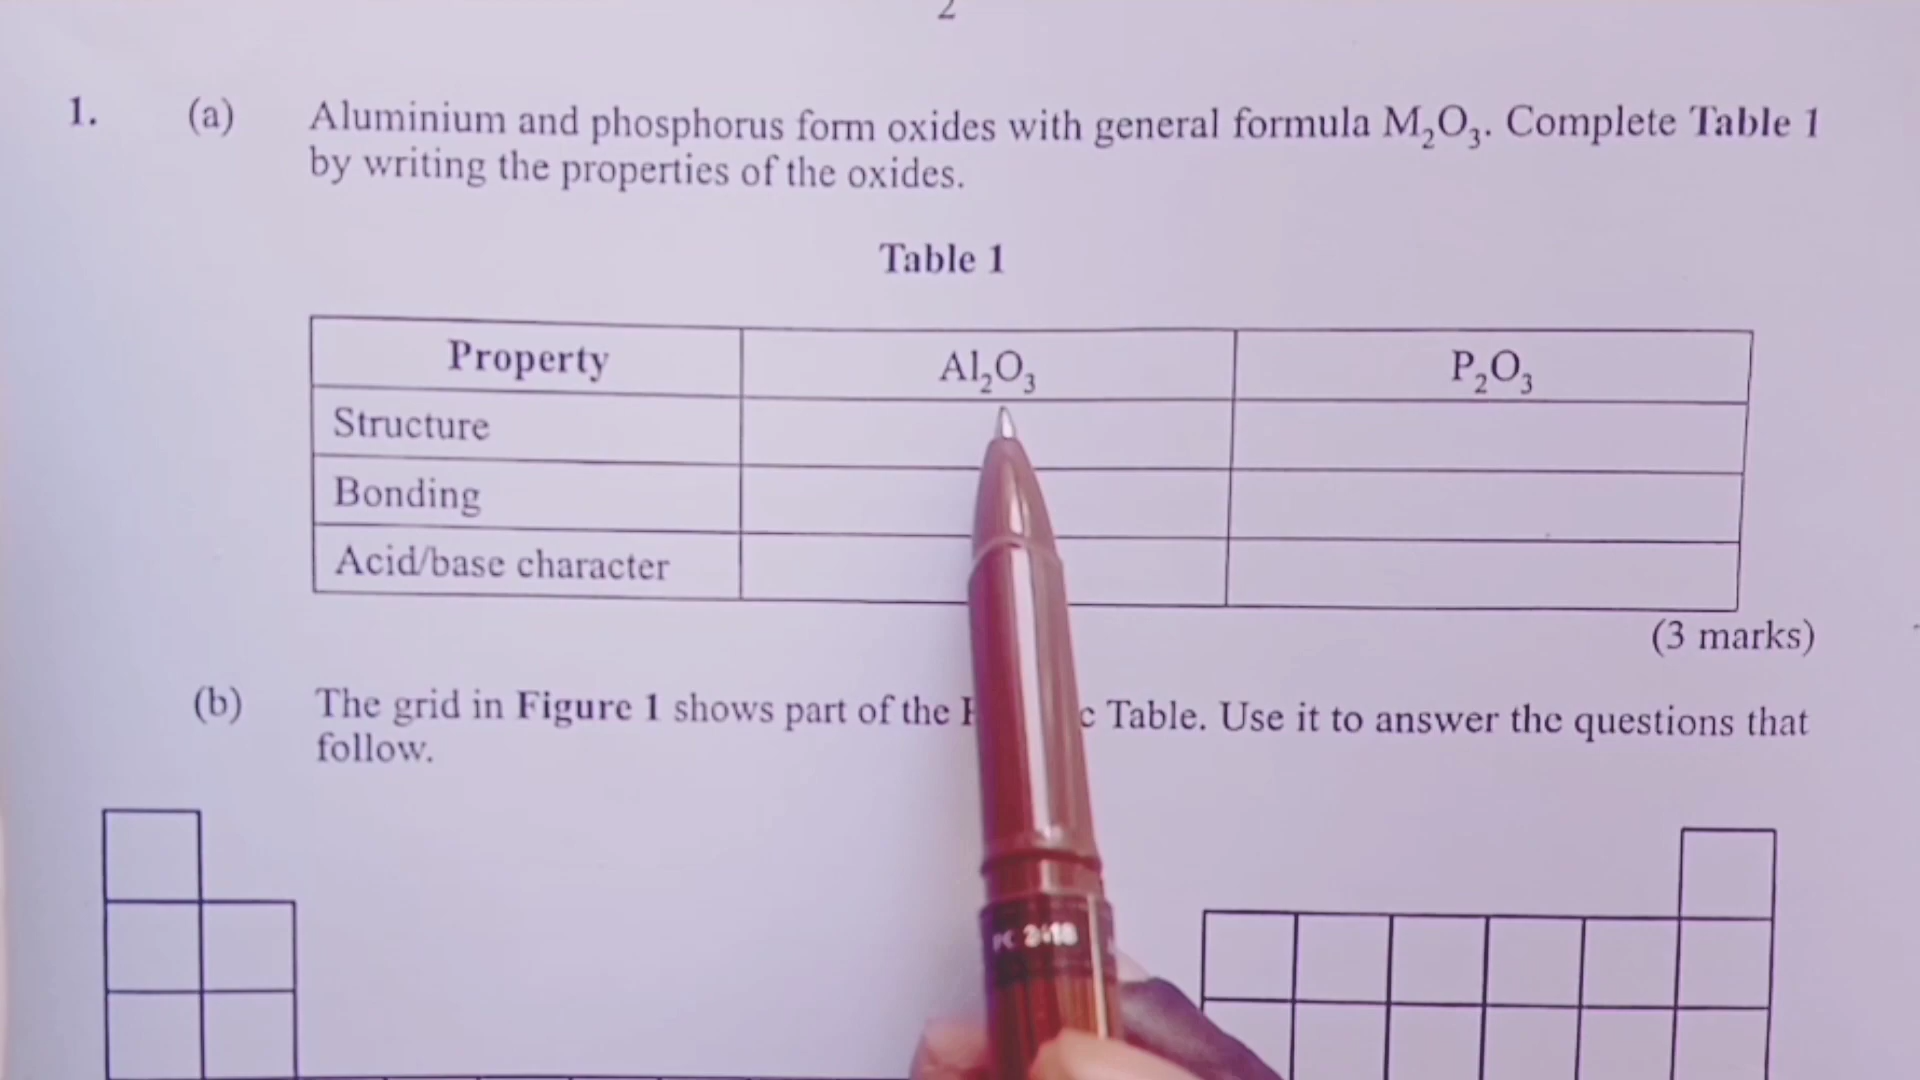 2
1. (a) Aluminium and phosphorus form oxides with general formula M₂O₃. Complete Table 1
by writing the properties of the oxides.
Table 1
Property Al₂O₃ P₂O₃
Structure
Bonding
Acid/base character
(3 marks)
(b) The grid in Figure 1 shows part of the c Table. Use it to answer the questions that
follow.